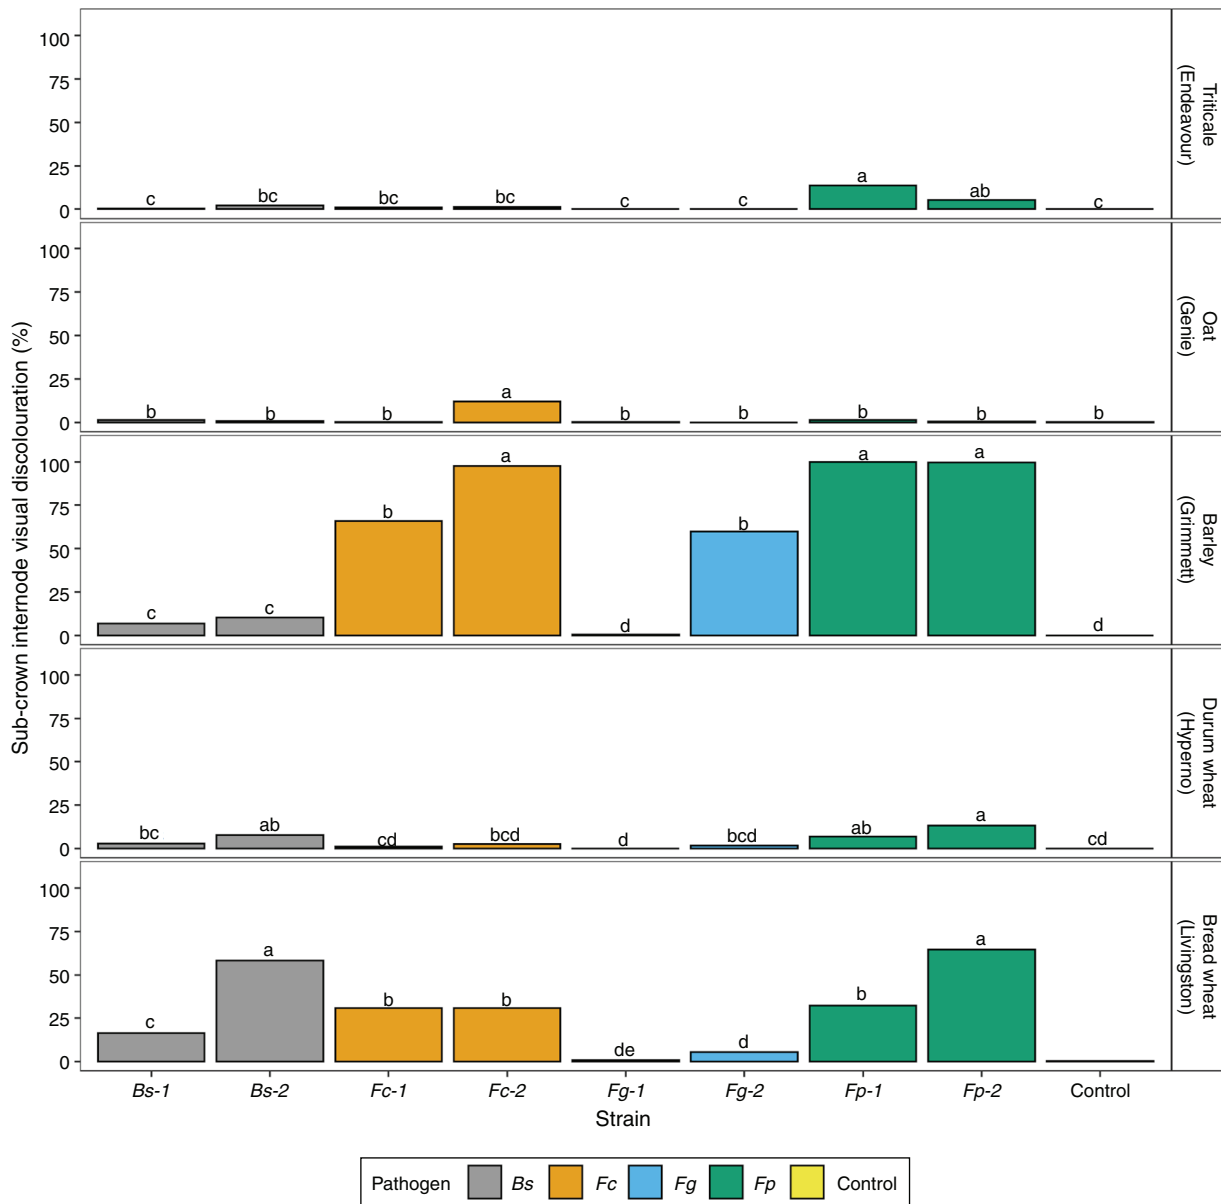 100
75
50
25
0
c
bc
bc
bc
c
c
a
ab
c
Triticale
(Endeavour)
100
75
50
25
0
b
b
b
a
b
b
b
b
b
Oat
(Genie)
100
75
50
25
0
c
c
b
a
d
b
a
a
d
Barley
(Grimmett)
100
75
50
25
0
bc
ab
cd
bcd
d
bcd
ab
a
cd
Durum wheat
(Hyperno)
100
75
50
25
0
c
a
b
b
de
d
b
a
Bread wheat
(Livingston)
Sub-crown internode visual discolouration (%)
Bs-1 Bs-2 Fc-1 Fc-2 Fg-1 Fg-2 Fp-1 Fp-2 Control
Strain
Pathogen Bs Fc Fg Fp Control